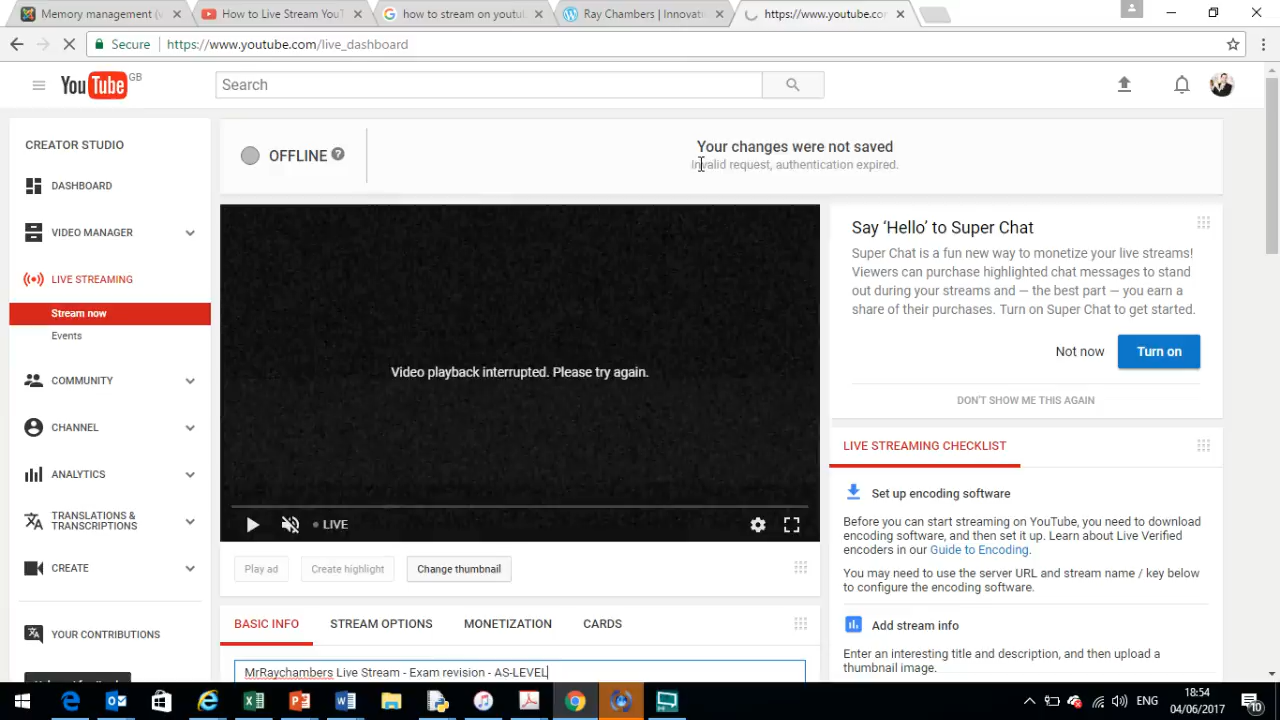 Memory management (v
How to Live Stream YouT
how to stream on youtul
Ray Chambers | Innovati
https://www.youtube.con
Secure
https://www.youtube.com/live_dashboard
YouTube GB
Search
CREATOR STUDIO
DASHBOARD
VIDEO MANAGER
LIVE STREAMING
Stream now
Events
COMMUNITY
CHANNEL
ANALYTICS
TRANSLATIONS &
TRANSCRIPTIONS
CREATE
YOUR CONTRIBUTIONS
OFFLINE ?
Your changes were not saved
Invalid request, authentication expired.
Video playback interrupted. Please try again.
LIVE
Play ad
Create highlight
Change thumbnail
BASIC INFO
STREAM OPTIONS
MONETIZATION
CARDS
MrRaychambers Live Stream - Exam revision - AS-LEVEL
Say ‘Hello’ to Super Chat
Super Chat is a fun new way to monetize your live streams!
Viewers can purchase highlighted chat messages to stand
out during your streams and — the best part — you earn a
share of their purchases. Turn on Super Chat to get started.
Not now
Turn on
DON'T SHOW ME THIS AGAIN
LIVE STREAMING CHECKLIST
Set up encoding software
Before you can start streaming on YouTube, you need to download
encoding software, and then set it up. Learn about Live Verified
encoders in our Guide to Encoding.
You may need to use the server URL and stream name / key below
to configure the encoding software.
Add stream info
Enter an interesting title and description, and then upload a
thumbnail image.
ENG
18:54
04/06/2017
10